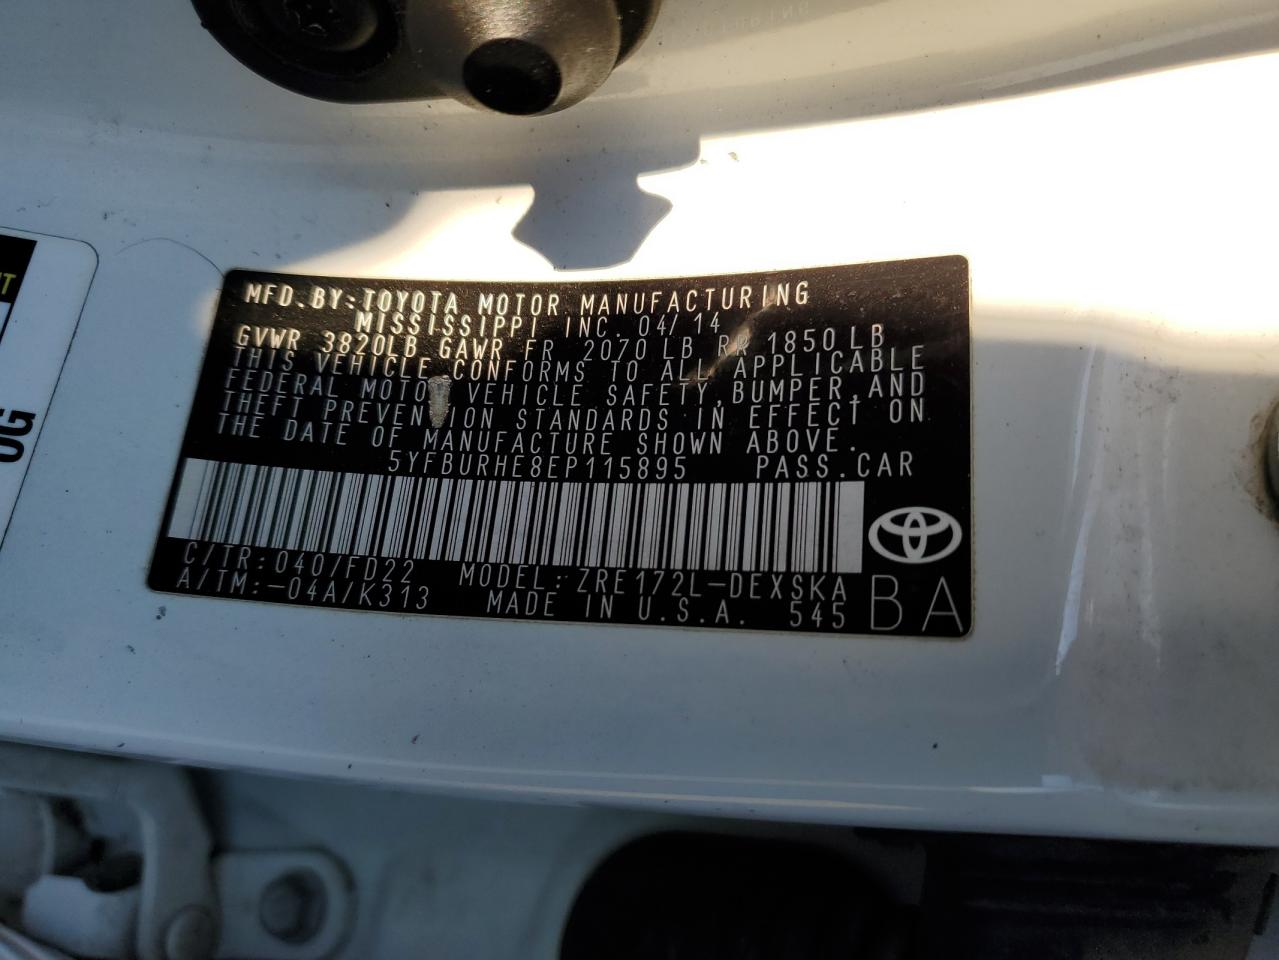 MFD.BY:TOYOTA MOTOR MANUFACTURING
MISSISSIPPI INC. 04/14
GVWR 3820LB GAWR FR 2070LB RR 1850LB
THIS VEHICLE CONFORMS TO ALL APPLICABLE
FEDERAL MOTOR VEHICLE SAFETY,BUMPER,AND
THEFT PREVENTION STANDARDS IN EFFECT ON
THE DATE OF MANUFACTURE SHOWN ABOVE.
5YFBURHE8EP115895 PASS.CAR
C/TR:040/FD22 MODEL:ZRE172L-DEXSKA
A/TM:-04A/K313 MADE IN U.S.A. 545 BA
0G